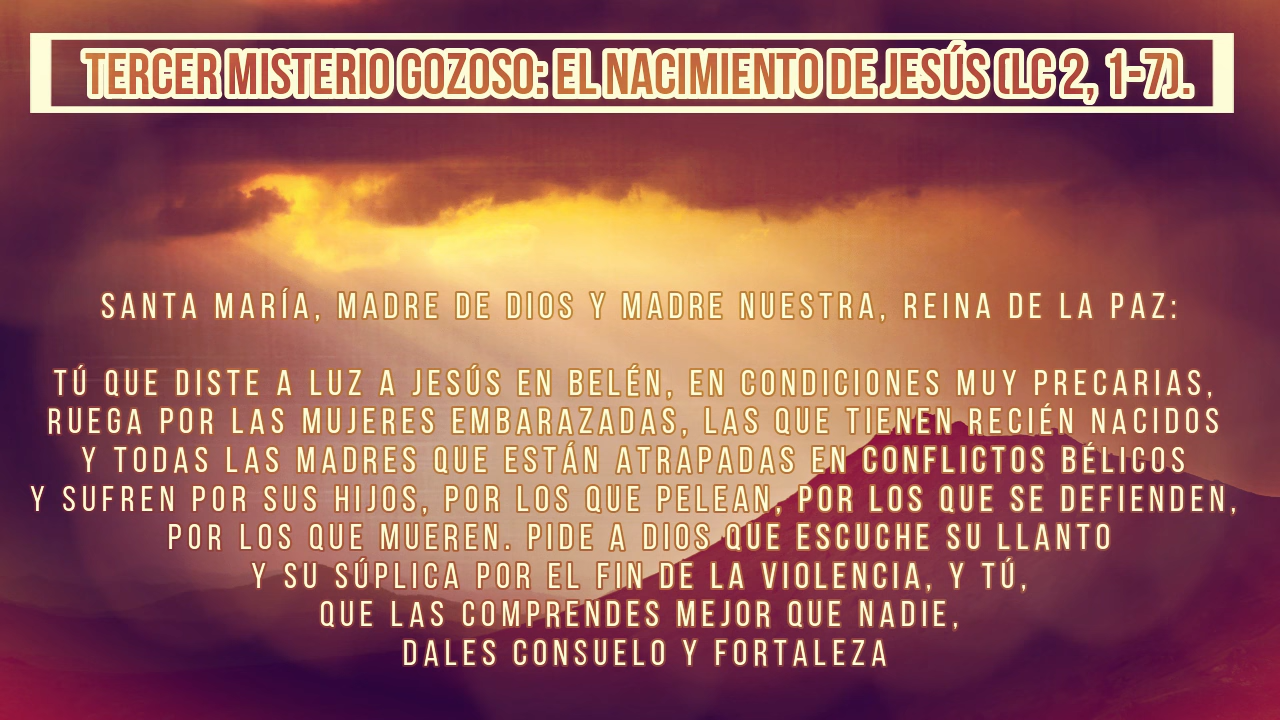 TERCER MISTERIO GOZOSO: EL NACIMIENTO DE JESÚS (LC 2, 1-7).
SANTA MARÍA, MADRE DE DIOS Y MADRE NUESTRA, REINA DE LA PAZ:
TÚ QUE DISTE A LUZ A JESÚS EN BELÉN, EN CONDICIONES MUY PRECARIAS,
RUEGA POR LAS MUJERES EMBARAZADAS, LAS QUE TIENEN RECIÉN NACIDOS
Y TODAS LAS MADRES QUE ESTÁN ATRAPADAS EN CONFLICTOS BÉLICOS
Y SUFREN POR SUS HIJOS, POR LOS QUE PELEAN, POR LOS QUE SE DEFIENDEN,
POR LOS QUE MUEREN. PIDE A DIOS QUE ESCUCHE SU LLANTO
Y SU SÚPLICA POR EL FIN DE LA VIOLENCIA, Y TÚ,
QUE LAS COMPRENDES MEJOR QUE NADIE,
DALES CONSUELO Y FORTALEZA